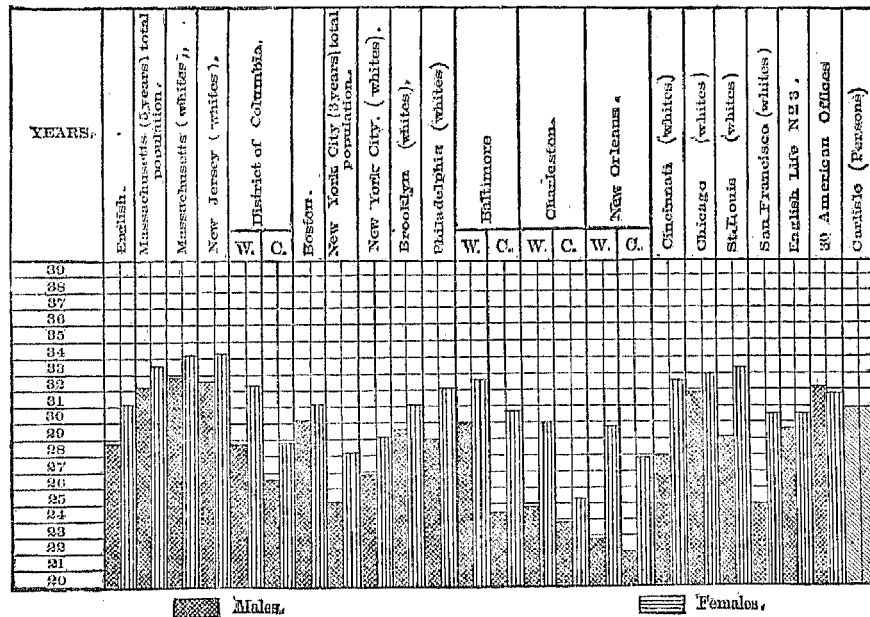 YEARS.
English.
Massachusetts (5 years) total
population.
Massachusetts (whites).
New Jersey (whites).
District of Columbia.
W.
C.
Boston.
New York City (3 years) total
population.
New York City. (whites).
Brooklyn (whites).
Philadelphia (whites)
Baltimore
W.
C.
Charleston.
W.
C.
New Orleans.
W.
C.
Cincinnati (whites)
Chicago (whites)
St. Louis (whites)
San Francisco (whites)
English Life Nº 3.
39 American Offices
Carlisle (Persons)
39
38
37
36
35
34
33
32
31
30
29
28
27
26
25
24
23
22
21
20
Males.
Females.